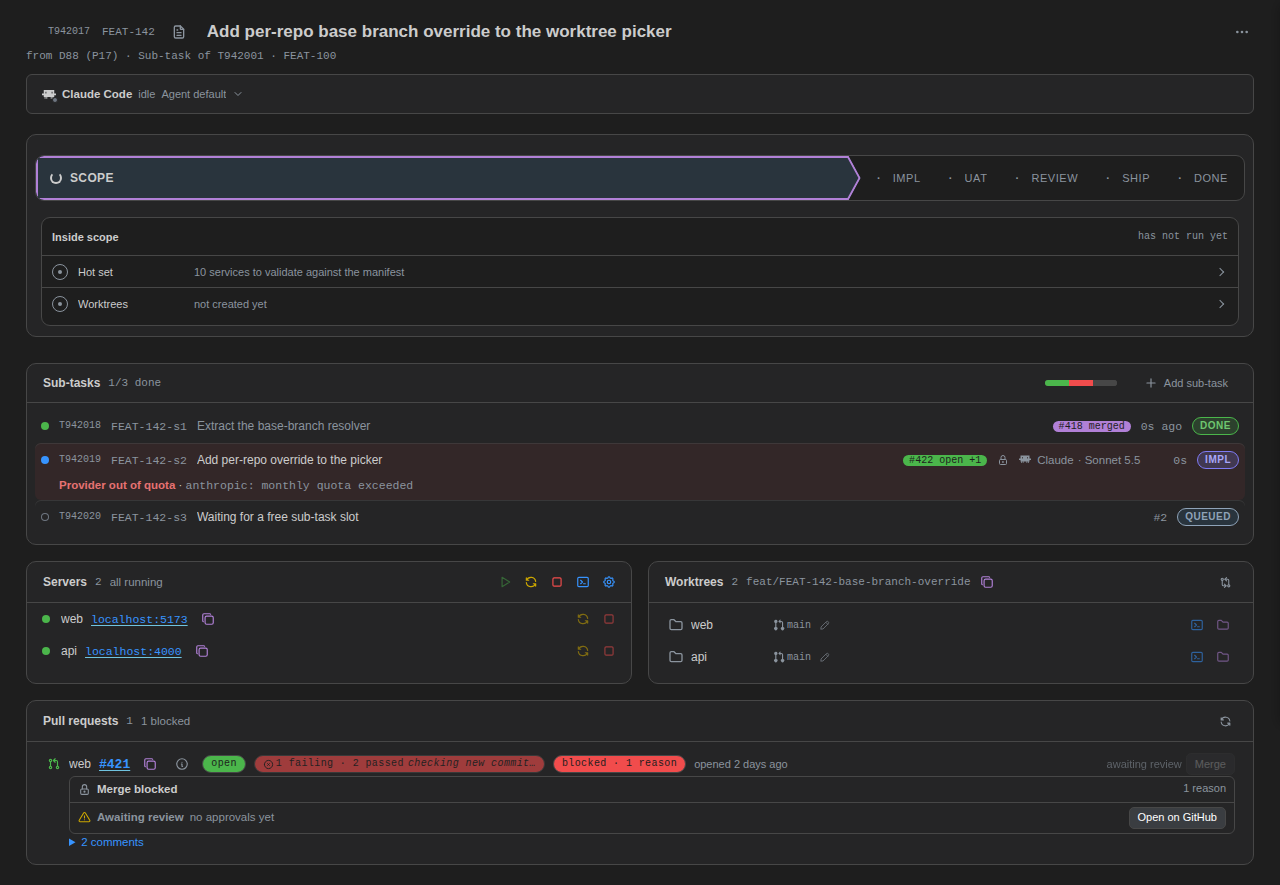 T942017 FEAT-142 Add per-repo base branch override to the worktree picker
from D88 (P17) · Sub-task of T942001 · FEAT-100
Claude Code idle Agent default
SCOPE · IMPL · UAT · REVIEW · SHIP · DONE
Inside scope has not run yet
Hot set 10 services to validate against the manifest
Worktrees not created yet
Sub-tasks 1/3 done Add sub-task
T942018 FEAT-142-s1 Extract the base-branch resolver #418 merged 0s ago DONE
T942019 FEAT-142-s2 Add per-repo override to the picker #422 open +1 Claude · Sonnet 5.5 0s IMPL
Provider out of quota · anthropic: monthly quota exceeded
T942020 FEAT-142-s3 Waiting for a free sub-task slot #2 QUEUED
Servers 2 all running
web localhost:5173
api localhost:4000
Worktrees 2 feat/FEAT-142-base-branch-override
web main
api main
Pull requests 1 1 blocked
web #421 open 1 failing · 2 passed checking new commit… blocked · 1 reason opened 2 days ago awaiting review Merge
Merge blocked 1 reason
Awaiting review no approvals yet Open on GitHub
2 comments